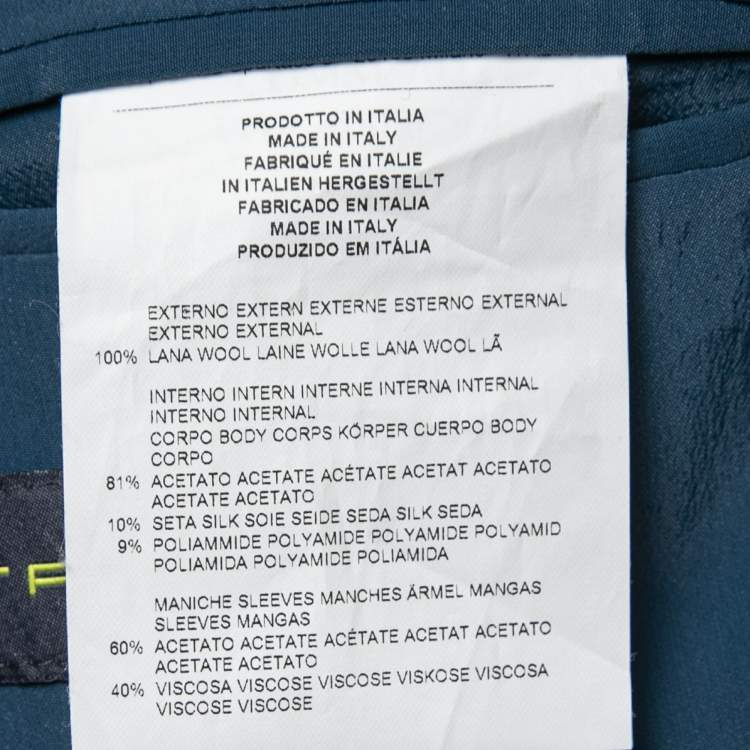 PRODOTTO IN ITALIA
MADE IN ITALY
FABRIQUÉ EN ITALIE
IN ITALIEN HERGESTELLT
FABRICADO EN ITALIA
MADE IN ITALY
PRODUZIDO EM ITÁLIA
EXTERNO EXTERN EXTERNE ESTERNO EXTERNAL
EXTERNO EXTERNAL
100% LANA WOOL LAINE WOLLE LANA WOOL LÃ
INTERNO INTERN INTERNE INTERNA INTERNAL
INTERNO INTERNAL
CORPO BODY CORPS KÖRPER CUERPO BODY
CORPO
81% ACETATO ACETATE ACÉTATE ACETAT ACETATO
ACETATE ACETATO
10% SETA SILK SOIE SEIDE SEDA SILK SEDA
9% POLIAMMIDE POLYAMIDE POLYAMIDE POLYAMID
POLIAMIDA POLYAMIDE POLIAMIDA
MANICHE SLEEVES MANCHES ÄRMEL MANGAS
SLEEVES MANGAS
60% ACETATO ACETATE ACÉTATE ACETAT ACETATO
ACETATE ACETATO
40% VISCOSA VISCOSE VISCOSE VISKOSE VISCOSA
VISCOSE VISCOSE